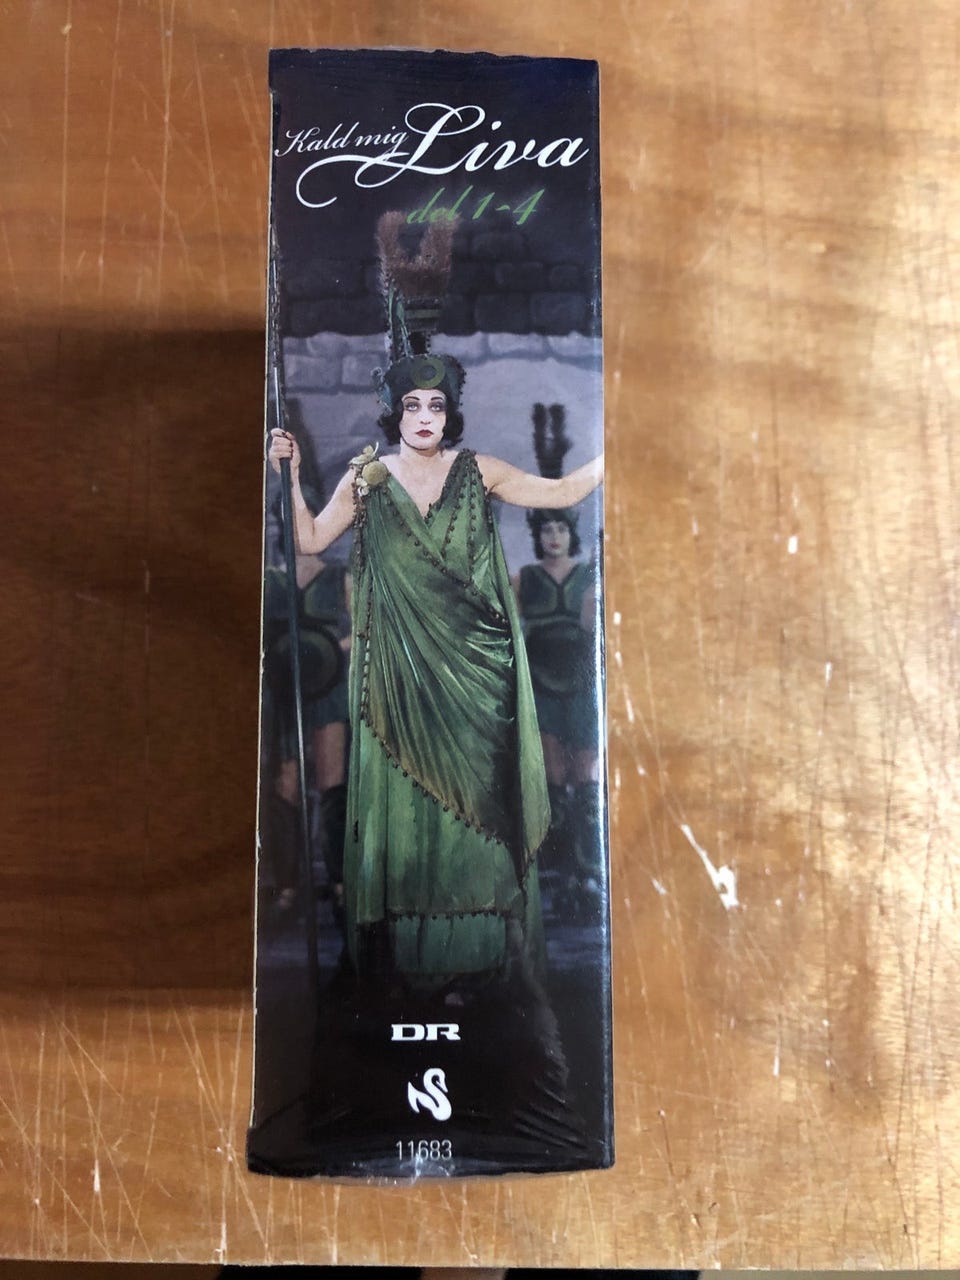 Kald mig Liva
del 1-4
DR
11683